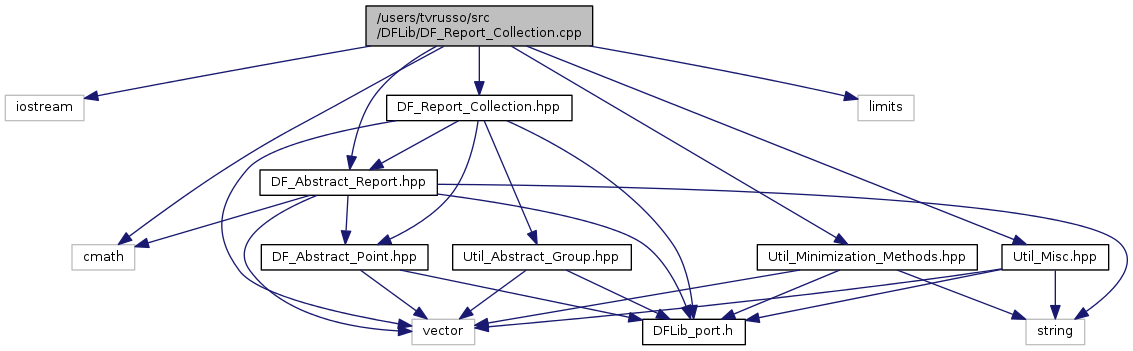 /users/tvrusso/src
/DFLib/DF_Report_Collection.cpp
iostream
DF_Report_Collection.hpp
limits
DF_Abstract_Report.hpp
cmath
DF_Abstract_Point.hpp
Util_Abstract_Group.hpp
Util_Minimization_Methods.hpp
Util_Misc.hpp
vector
DFLib_port.h
string